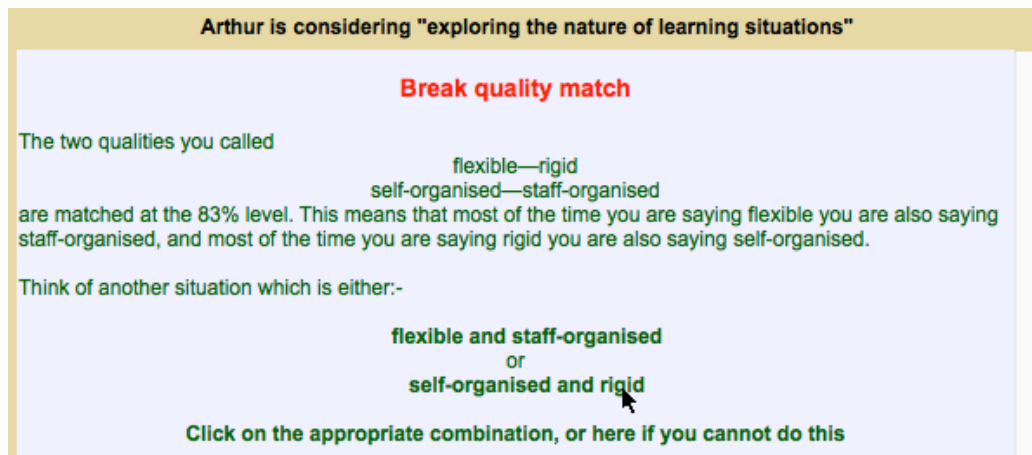 Arthur is considering "exploring the nature of learning situations"
Break quality match
The two qualities you called
flexible—rigid
self-organised—staff-organised
are matched at the 83% level. This means that most of the time you are saying flexible you are also saying
staff-organised, and most of the time you are saying rigid you are also saying self-organised.
Think of another situation which is either:-
flexible and staff-organised
or
self-organised and rigid
Click on the appropriate combination, or here if you cannot do this